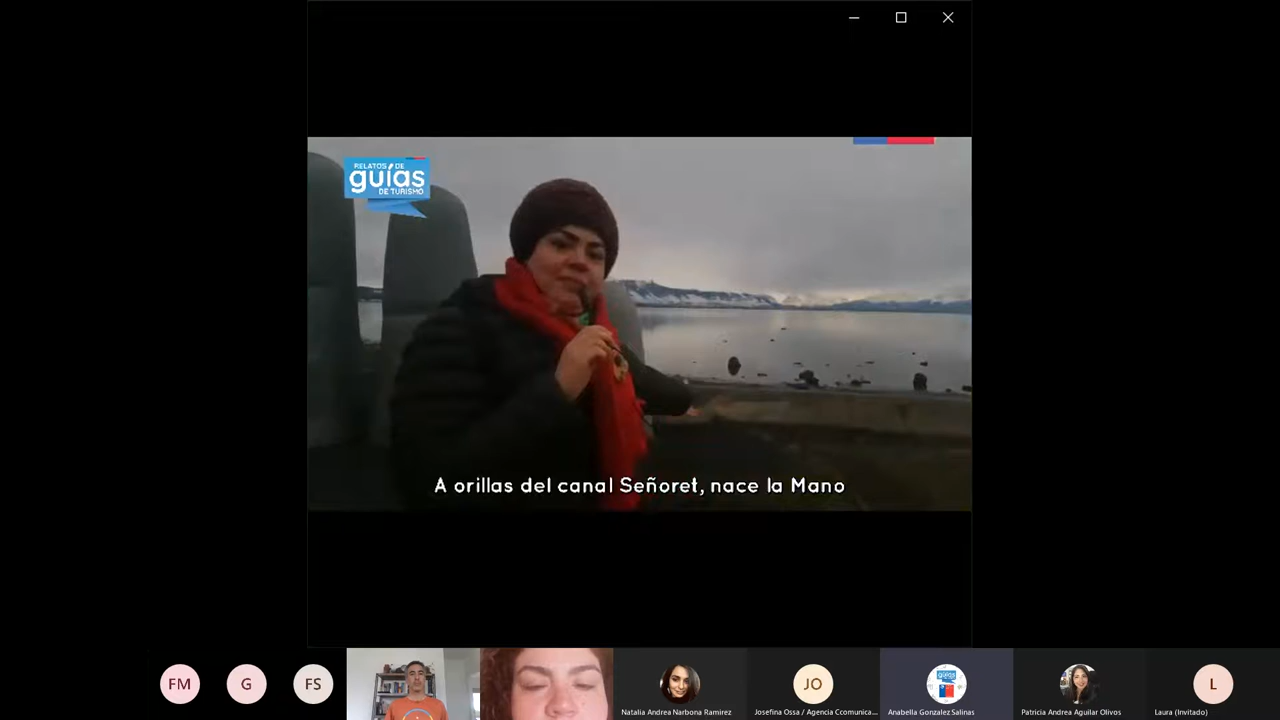 RELATOS DE
guías
DE TURISMO
A orillas del canal Señoret, nace la Mano
FM
G
FS
JO
L
Natalia Andrea Narbona Ramirez
Josefina Ossa / Agencia Ccomunica...
Anabella Gonzalez Salinas
Patricia Andrea Aguilar Olivos
Laura (Invitado)